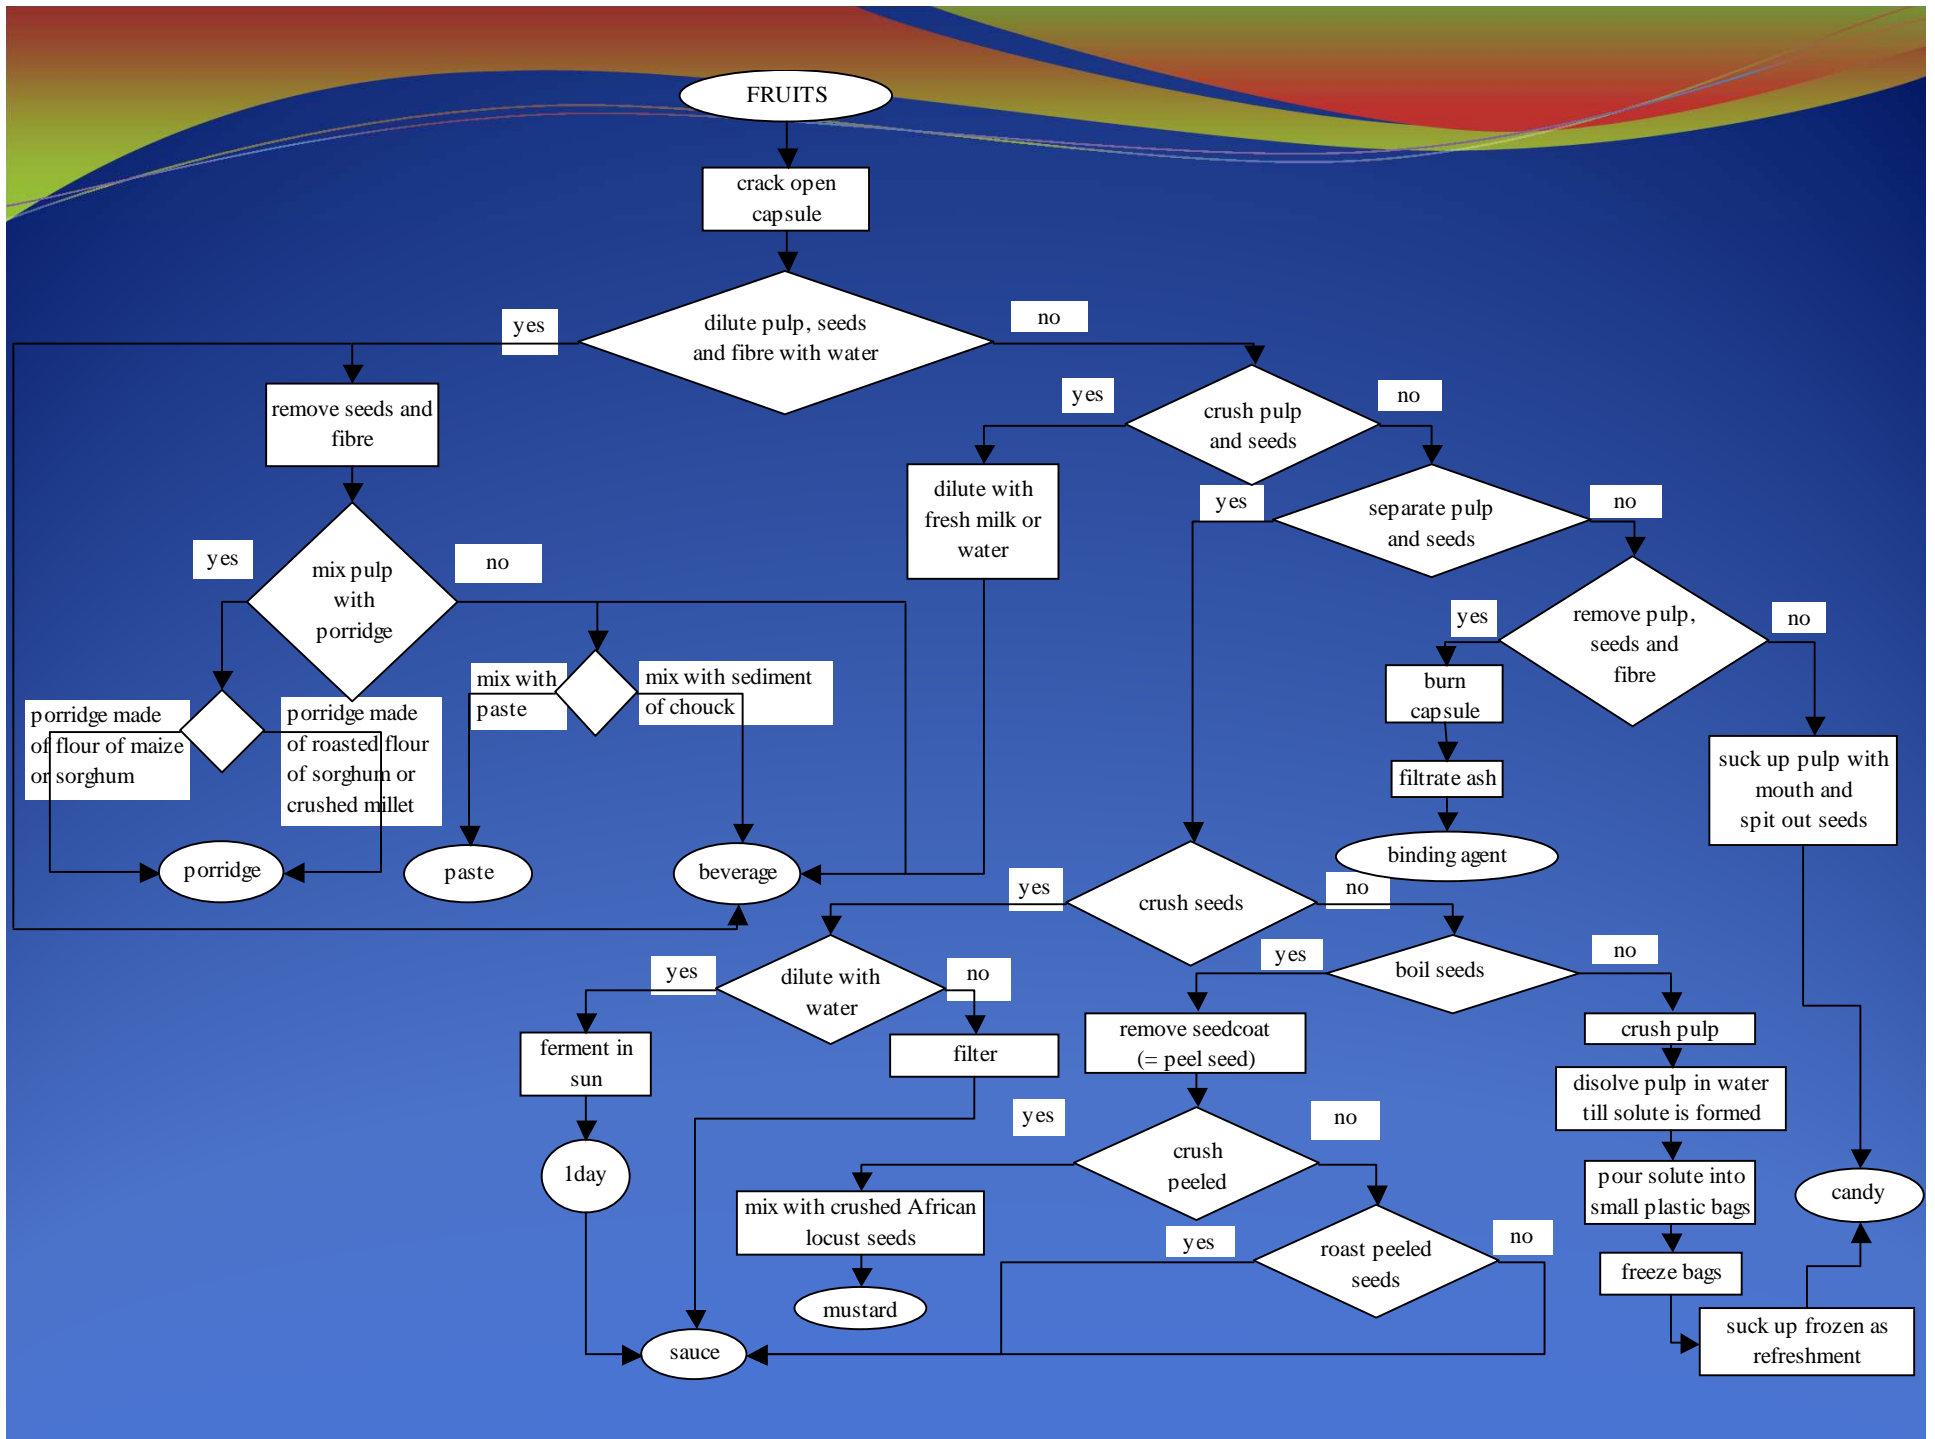 FRUITS
crack open
capsule
yes
dilute pulp, seeds
and fibre with water
no
remove seeds and
fibre
yes
crush pulp
and seeds
no
dilute with
fresh milk or
water
yes
separate pulp
and seeds
no
yes
mix pulp
with
porridge
no
yes
remove pulp,
seeds and
fibre
no
mix with
paste
mix with sediment
of chouck
burn
capsule
porridge made
of flour of maize
or sorghum
porridge made
of roasted flour
of sorghum or
crushed millet
filtrate ash
suck up pulp with
mouth and
spit out seeds
porridge
paste
beverage
binding agent
yes
crush seeds
no
yes
dilute with
water
no
yes
boil seeds
no
ferment in
sun
filter
remove seedcoat
(= peel seed)
crush pulp
disolve pulp in water
till solute is formed
yes
crush
peeled
no
1day
pour solute into
small plastic bags
candy
mix with crushed African
locust seeds
yes
roast peeled
seeds
no
freeze bags
mustard
sauce
suck up frozen as
refreshment